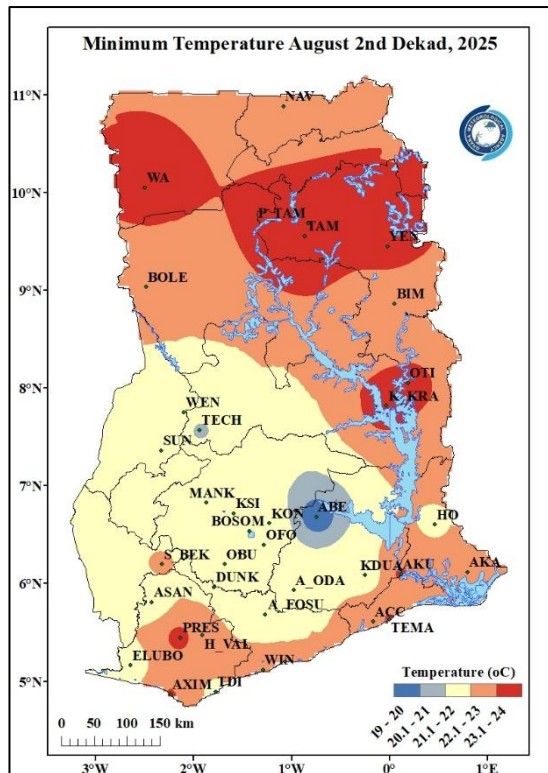 Minimum Temperature August 2nd Dekad, 2025
11°N
NAV
10°N
WA
P_TAM
TAM
YEN
9°N
BOLE
BIM
8°N
OTI
K_KRA
WEN
TECH
SUN
7°N
MANK
KSI
KON
ABE
BOSOM
OFO
HO
6°N
S_BEK
OBU
DUNK
KDUA
AKU
AKA
ASAN
A_ODA
A_FOSU
PRES
H_VAL
ACC
TEMA
ELUBO
WIN
5°N
AXIM
TDI
Temperature (oC)
19 - 20
20.1 - 21
21.1 - 22
22.1 - 23
23.1 - 24
0 50 100 150 km
3°W 2°W 1°W 0° 1°E